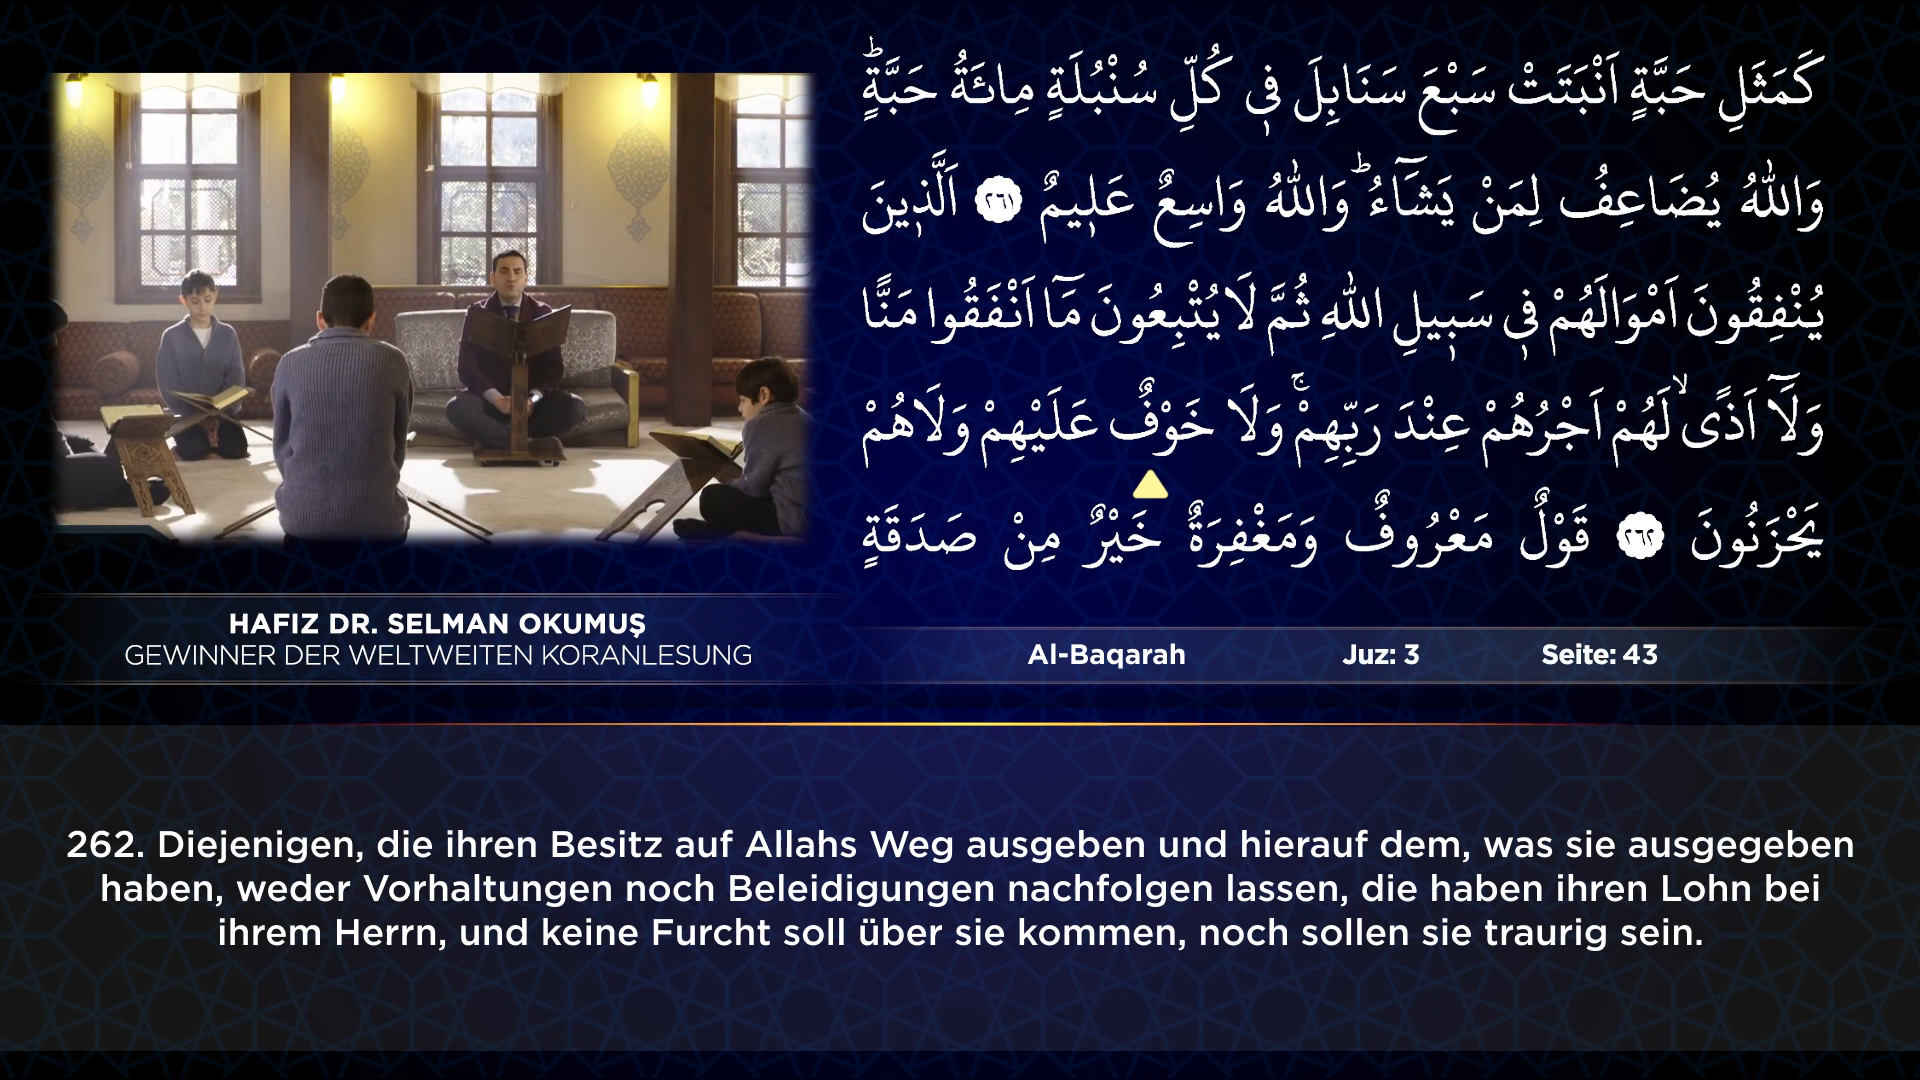 كَمَثَلِ حَبَّةٍ اَنْبَتَتْ سَبْعَ سَنَابِلَ فٖي كُلِّ سُنْبُلَةٍ مِائَةُ حَبَّةٍؕ
وَاللّٰهُ يُضَاعِفُ لِمَنْ يَشَٓاءُؕ وَاللّٰهُ وَاسِعٌ عَلٖيمٌ ﴿٢٦١﴾ اَلَّذٖينَ
يُنْفِقُونَ اَمْوَالَهُمْ فٖي سَبٖيلِ اللّٰهِ ثُمَّ لَا يُتْبِعُونَ مَٓا اَنْفَقُوا مَنًّا
وَلَٓا اَذًىۙ لَهُمْ اَجْرُهُمْ عِنْدَ رَبِّهِمْۚ وَلَا خَوْفٌ عَلَيْهِمْ وَلَا هُمْ
يَحْزَنُونَ ﴿٢٦٢﴾ قَوْلٌ مَعْرُوفٌ وَمَغْفِرَةٌ خَيْرٌ مِنْ صَدَقَةٍ
HAFIZ DR. SELMAN OKUMUŞ
GEWINNER DER WELTWEITEN KORANLESUNG
Al-Baqarah Juz: 3 Seite: 43
262. Diejenigen, die ihren Besitz auf Allahs Weg ausgeben und hierauf dem, was sie ausgegeben
haben, weder Vorhaltungen noch Beleidigungen nachfolgen lassen, die haben ihren Lohn bei
ihrem Herrn, und keine Furcht soll über sie kommen, noch sollen sie traurig sein.